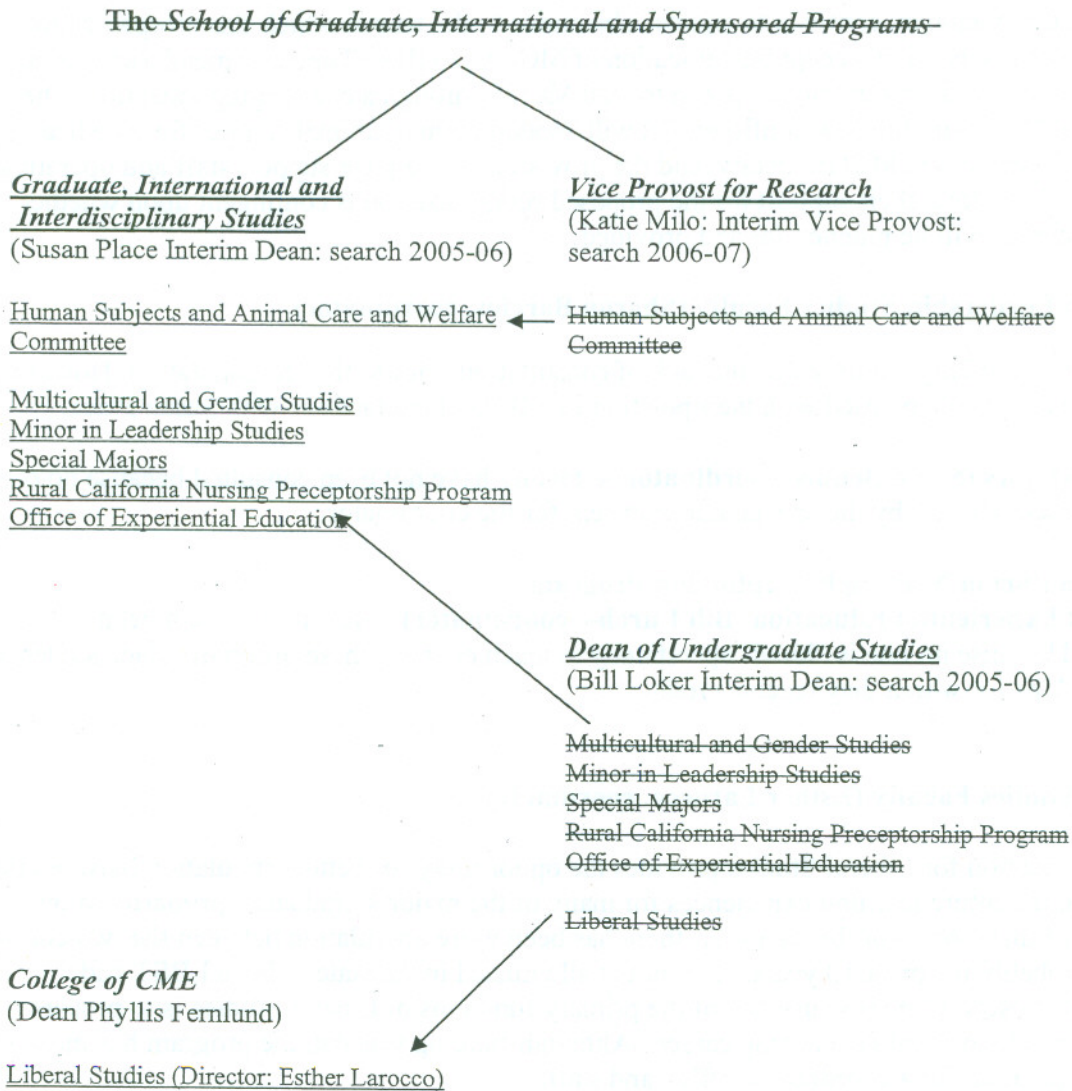 The School of Graduate, International and Sponsored Programs
Graduate, International and
Interdisciplinary Studies
(Susan Place Interim Dean: search 2005-06)
Vice Provost for Research
(Katie Milo: Interim Vice Provost:
search 2006-07)
Human Subjects and Animal Care and Welfare
Committee
Human Subjects and Animal Care and Welfare
Committee
Multicultural and Gender Studies
Minor in Leadership Studies
Special Majors
Rural California Nursing Preceptorship Program
Office of Experiential Education
Dean of Undergraduate Studies
(Bill Loker Interim Dean: search 2005-06)
Multicultural and Gender Studies
Minor in Leadership Studies
Special Majors
Rural California Nursing Preceptorship Program
Office of Experiential Education
Liberal Studies
College of CME
(Dean Phyllis Fernlund)
Liberal Studies (Director: Esther Larocco)